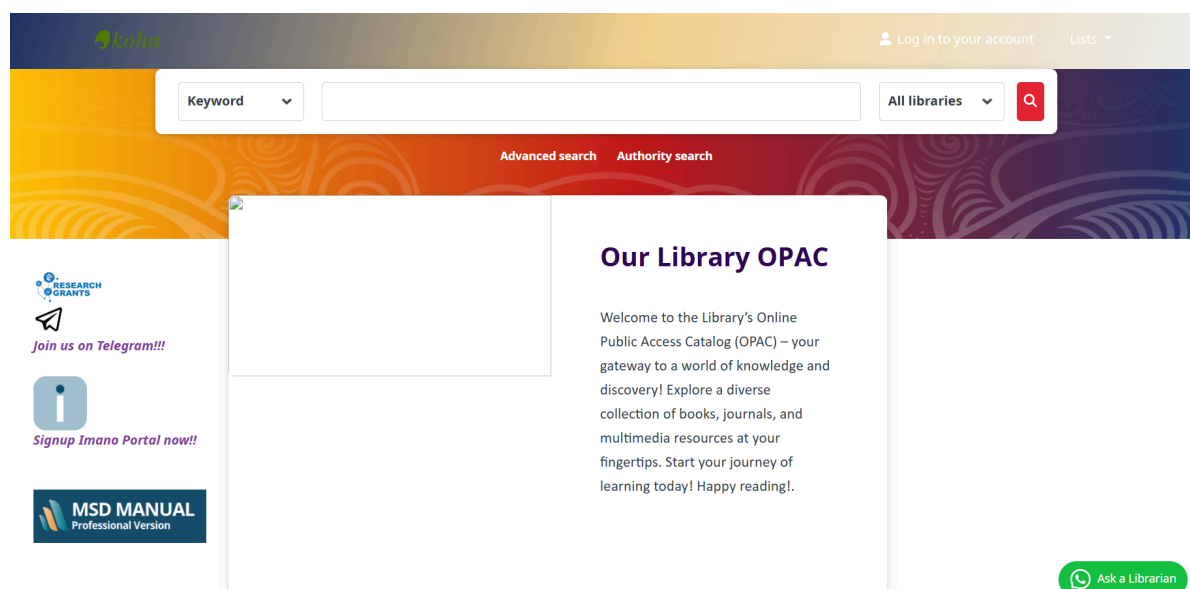 koha
Log in to your account
Lists
Keyword
All libraries
Advanced search
Authority search
RESEARCH
GRANTS
Join us on Telegram!!!
i
Signup Imano Portal now!!
MSD MANUAL
Professional Version
Our Library OPAC
Welcome to the Library’s Online
Public Access Catalog (OPAC) – your
gateway to a world of knowledge and
discovery! Explore a diverse
collection of books, journals, and
multimedia resources at your
fingertips. Start your journey of
learning today! Happy reading!.
Ask a Librarian